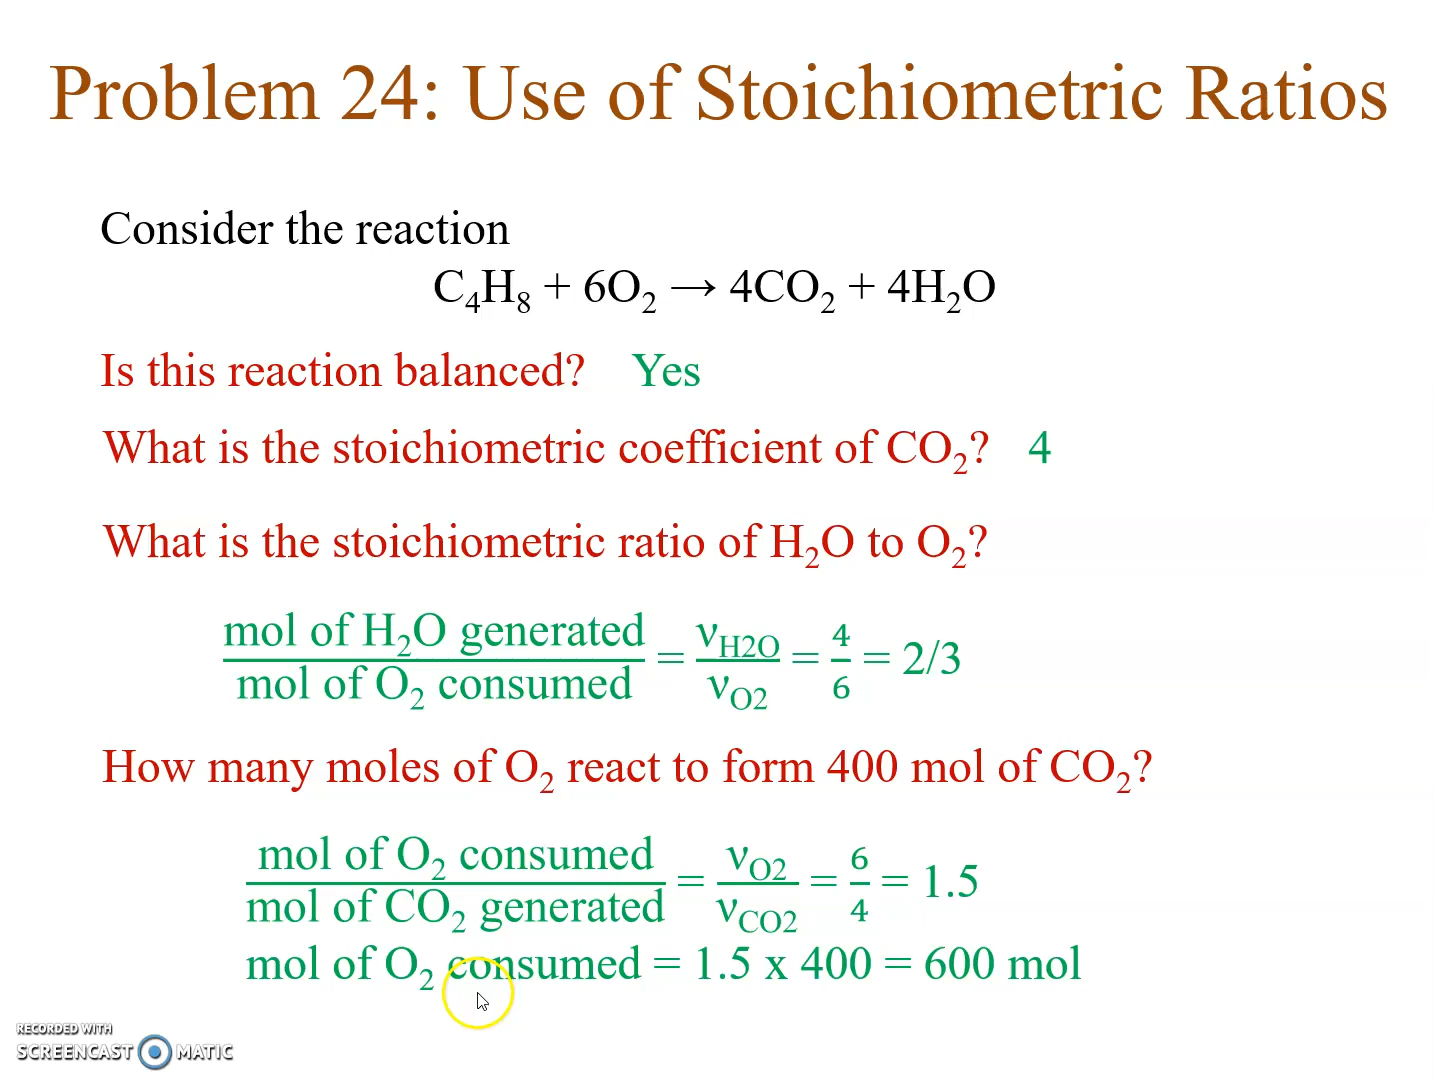 Problem 24: Use of Stoichiometric Ratios
Consider the reaction
C₄H₈ + 6O₂ → 4CO₂ + 4H₂O
Is this reaction balanced? Yes
What is the stoichiometric coefficient of CO₂? 4
What is the stoichiometric ratio of H₂O to O₂?
mol of H₂O generated / mol of O₂ consumed = ν_H2O / ν_O2 = 4/6 = 2/3
How many moles of O₂ react to form 400 mol of CO₂?
mol of O₂ consumed / mol of CO₂ generated = ν_O2 / ν_CO2 = 6/4 = 1.5
mol of O₂ consumed = 1.5 x 400 = 600 mol
RECORDED WITH
SCREENCAST MATIC